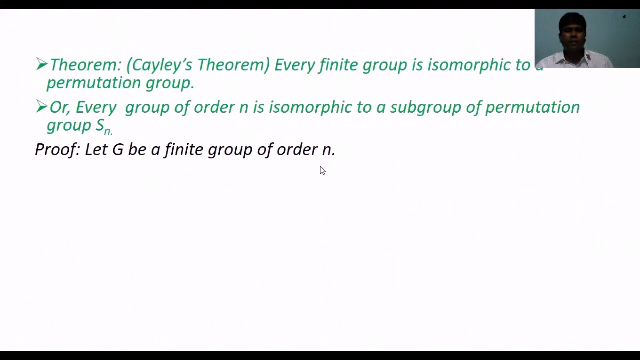 ➢Theorem: (Cayley's Theorem) Every finite group is isomorphic to a
permutation group.
➢Or, Every group of order n is isomorphic to a subgroup of permutation
group Sn.
Proof: Let G be a finite group of order n.